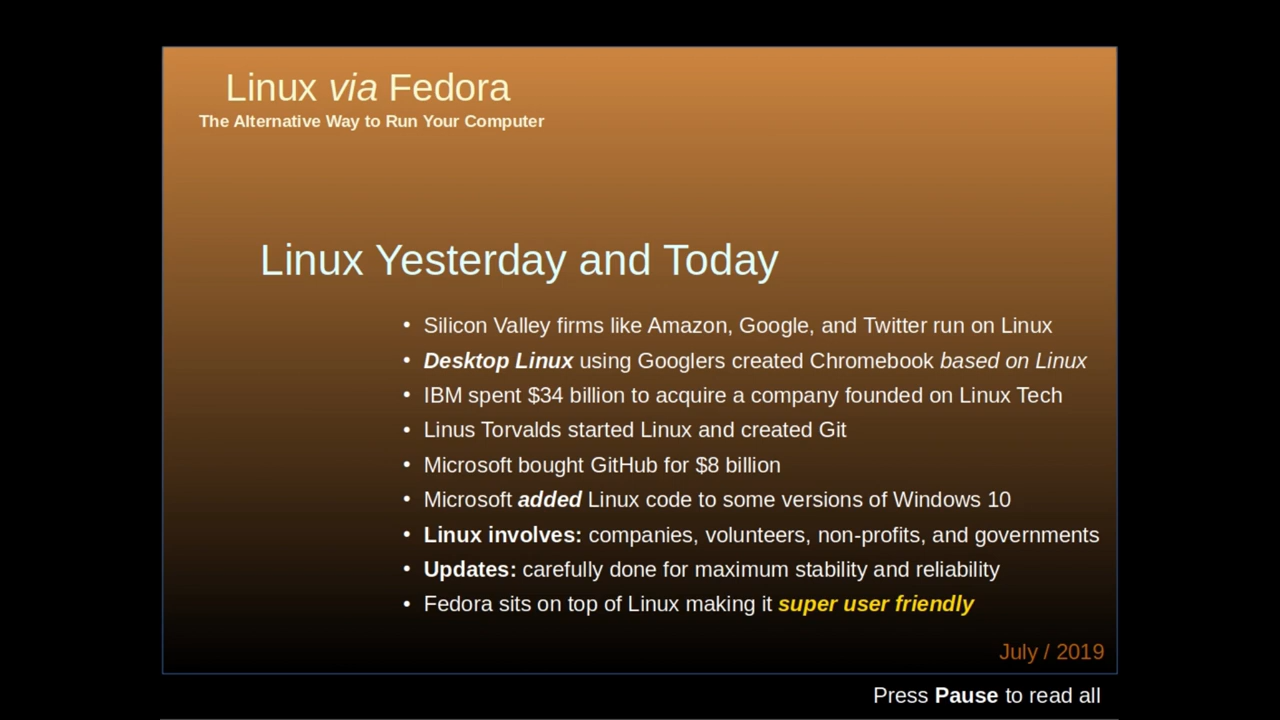 Linux via Fedora
The Alternative Way to Run Your Computer
Linux Yesterday and Today
• Silicon Valley firms like Amazon, Google, and Twitter run on Linux
• Desktop Linux using Googlers created Chromebook based on Linux
• IBM spent $34 billion to acquire a company founded on Linux Tech
• Linus Torvalds started Linux and created Git
• Microsoft bought GitHub for $8 billion
• Microsoft added Linux code to some versions of Windows 10
• Linux involves: companies, volunteers, non-profits, and governments
• Updates: carefully done for maximum stability and reliability
• Fedora sits on top of Linux making it super user friendly
July / 2019
Press Pause to read all